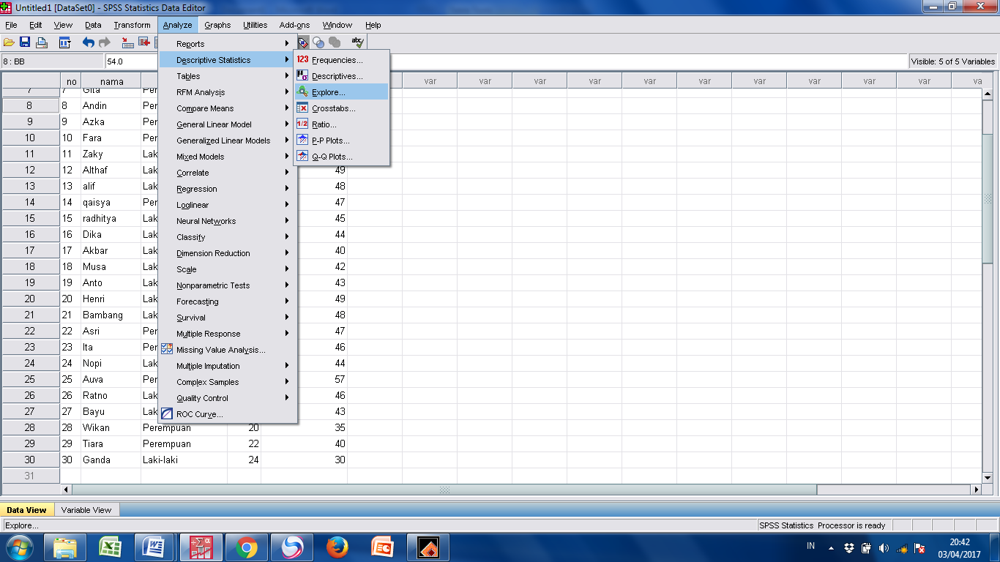 Untitled1 [DataSet0] - SPSS Statistics Data Editor
File Edit View Data Transform Analyze Graphs Utilities Add-ons Window Help
8 : BB 54.0 Visible: 5 of 5 Variables
Reports
Descriptive Statistics
Tables
RFM Analysis
Compare Means
General Linear Model
Generalized Linear Models
Mixed Models
Correlate
Regression
Loglinear
Neural Networks
Classify
Dimension Reduction
Scale
Nonparametric Tests
Forecasting
Survival
Multiple Response
Missing Value Analysis...
Multiple Imputation
Complex Samples
Quality Control
ROC Curve...
123 Frequencies...
Descriptives...
Explore...
Crosstabs...
1/2 Ratio...
P-P Plots...
Q-Q Plots...
no nama var var var var var var var var var var va
7 7 Gita Per
8 8 Andin Per
9 9 Azka Per
10 10 Fara Per
11 11 Zaky Lak
12 12 Althaf Lak 49
13 13 alif Lak 48
14 14 qaisya Per 47
15 15 radhitya Lak 45
16 16 Dika Lak 44
17 17 Akbar Lak 40
18 18 Musa Lak 42
19 19 Anto Lak 43
20 20 Henri Lak 49
21 21 Bambang Lak 48
22 22 Asri Per 47
23 23 Ita Per 46
24 24 Nopi Lak 44
25 25 Auva Per 57
26 26 Ratno Lak 46
27 27 Bayu Lak 43
28 28 Wikan Perempuan 20 35
29 29 Tiara Perempuan 22 40
30 30 Ganda Laki-laki 24 30
31
Data View Variable View
Explore... SPSS Statistics Processor is ready
IN 20:42
03/04/2017